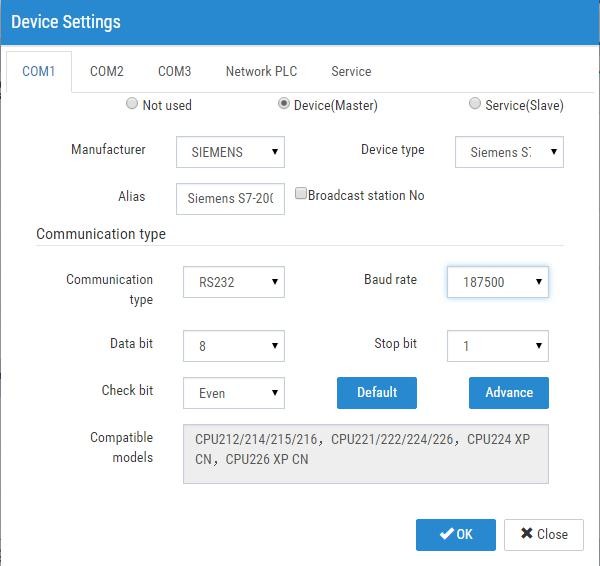 Device Settings
COM1 COM2 COM3 Network PLC Service
Not used Device(Master) Service(Slave)
Manufacturer SIEMENS Device type Siemens S7
Alias Siemens S7-200 Broadcast station No
Communication type
Communication type RS232 Baud rate 187500
Data bit 8 Stop bit 1
Check bit Even Default Advance
Compatible models
CPU212/214/215/216，CPU221/222/224/226，CPU224 XP
CN，CPU226 XP CN
OK Close